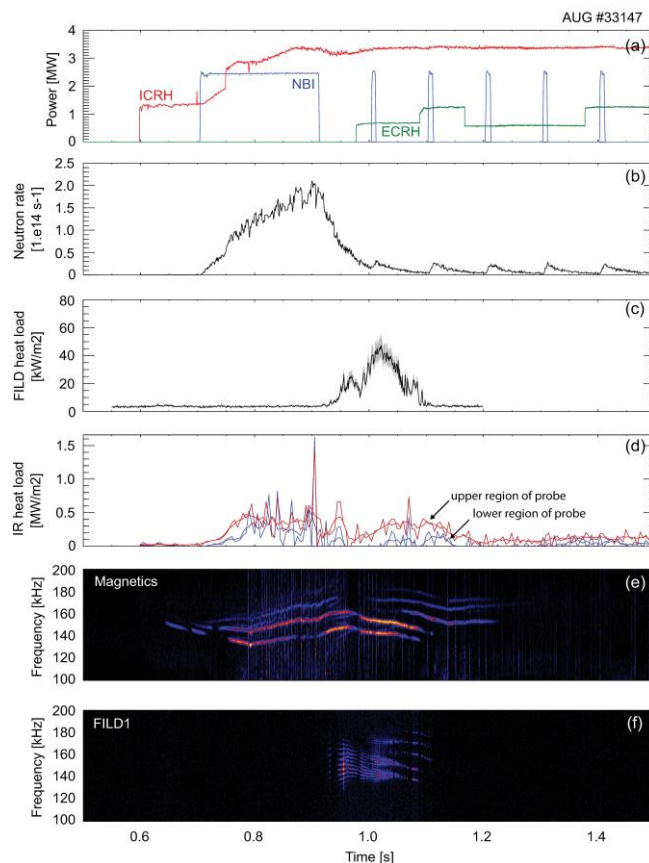 AUG #33147
4
3
2
1
0
Power [MW]
(a)
ICRH
NBI
ECRH
2.5
2.0
1.5
1.0
0.5
0
Neutron rate
[1.e14 s-1]
(b)
80
60
40
20
0
FILD heat load
[kW/m2]
(c)
1.5
1.0
0.5
0
IR heat load
[MW/m2]
(d)
upper region of probe
lower region of probe
200
180
160
140
120
100
Frequency [kHz]
Magnetics
(e)
200
180
160
140
120
100
Frequency [kHz]
FILD1
(f)
0.6 0.8 1.0 1.2 1.4
Time [s]